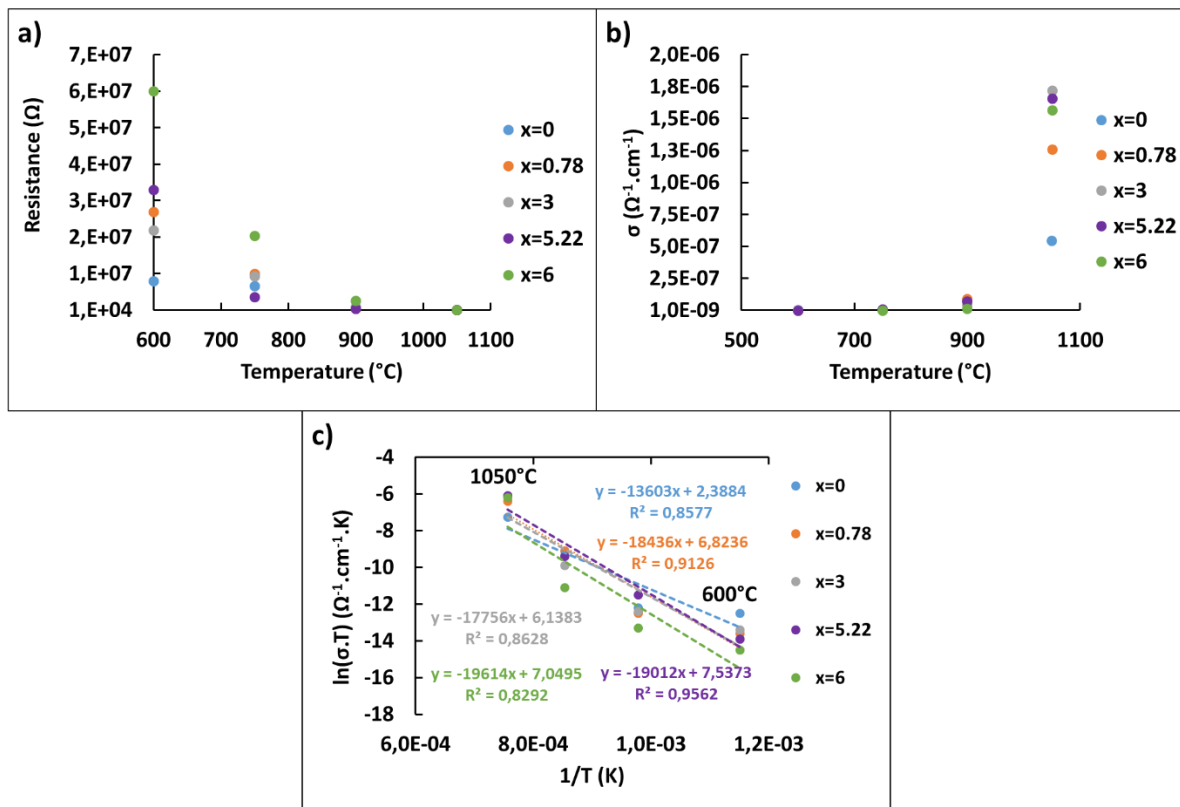 a)
7,E+07
6,E+07
5,E+07
4,E+07
3,E+07
2,E+07
1,E+07
1,E+04
Resistance (Ω)
600 700 800 900 1000 1100
Temperature (°C)
x=0
x=0.78
x=3
x=5.22
x=6
b)
2,0E-06
1,8E-06
1,5E-06
1,3E-06
1,0E-06
7,5E-07
5,0E-07
2,5E-07
1,0E-09
σ (Ω⁻¹.cm⁻¹)
500 700 900 1100
Temperature (°C)
x=0
x=0.78
x=3
x=5.22
x=6
c)
-4
-6
-8
-10
-12
-14
-16
-18
ln(σ.T) (Ω⁻¹.cm⁻¹.K)
1050°C
y = -13603x + 2,3884
R² = 0,8577
y = -18436x + 6,8236
R² = 0,9126
600°C
y = -17756x + 6,1383
R² = 0,8628
y = -19614x + 7,0495
R² = 0,8292
y = -19012x + 7,5373
R² = 0,9562
6,0E-04 8,0E-04 1,0E-03 1,2E-03
1/T (K)
x=0
x=0.78
x=3
x=5.22
x=6